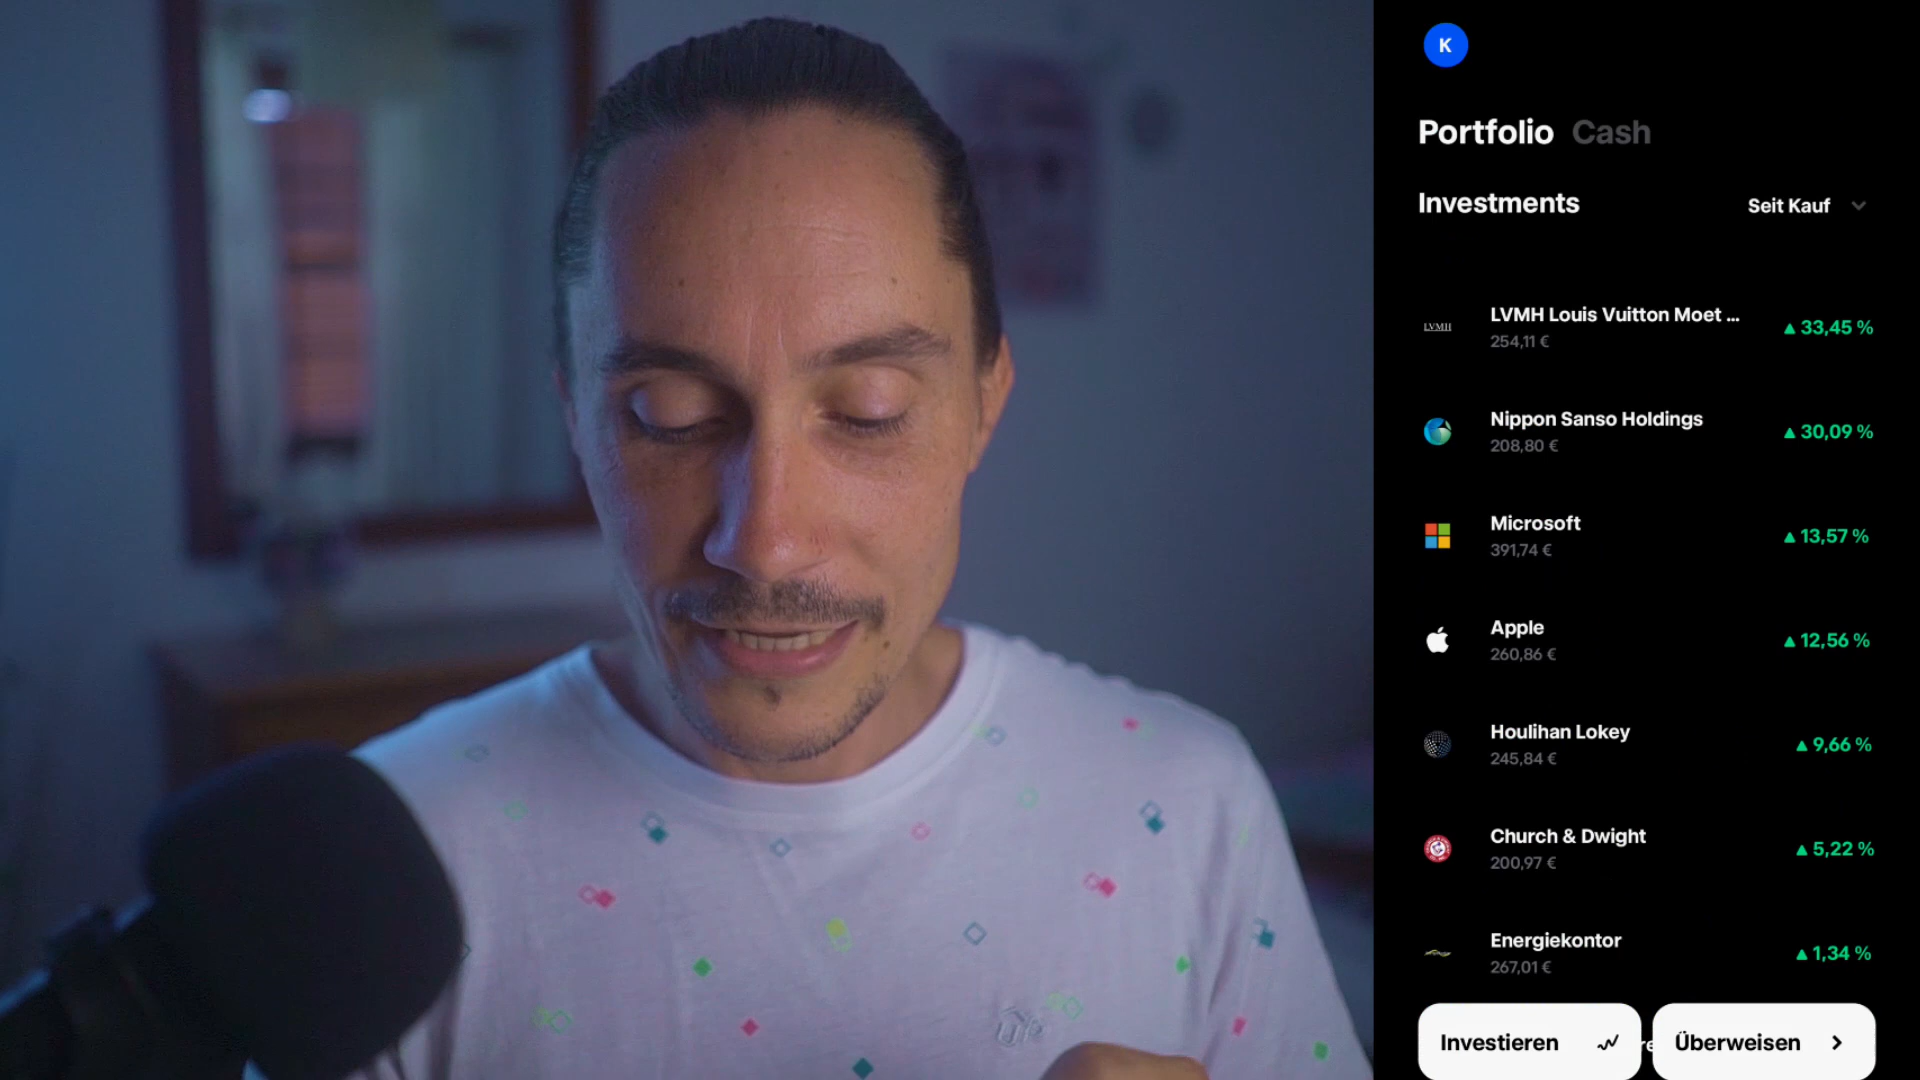 K
Portfolio Cash
Investments
Seit Kauf
LVMH
LVMH Louis Vuitton Moet ...
254,11 €
▲ 33,45 %
Nippon Sanso Holdings
208,80 €
▲ 30,09 %
Microsoft
391,74 €
▲ 13,57 %
Apple
260,86 €
▲ 12,56 %
Houlihan Lokey
245,84 €
▲ 9,66 %
Church & Dwight
200,97 €
▲ 5,22 %
Energiekontor
267,01 €
▲ 1,34 %
Investieren
Überweisen